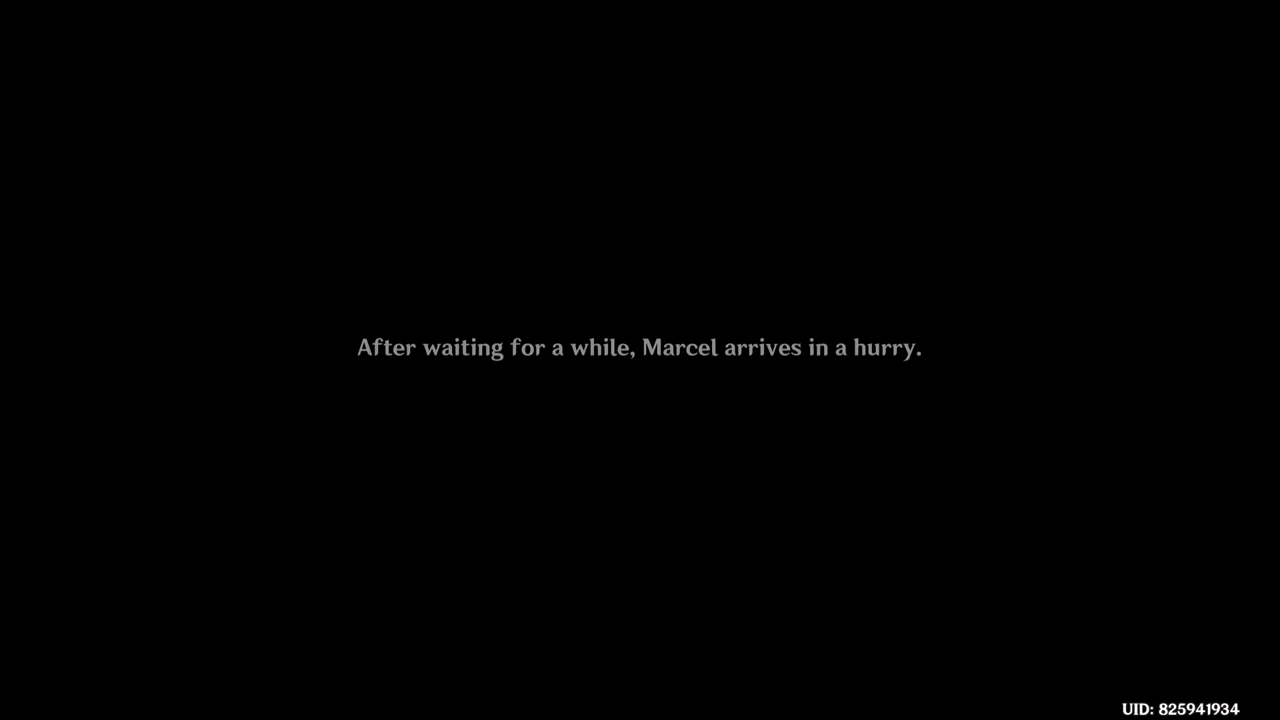 After waiting for a while, Marcel arrives in a hurry.
UID: 825941934